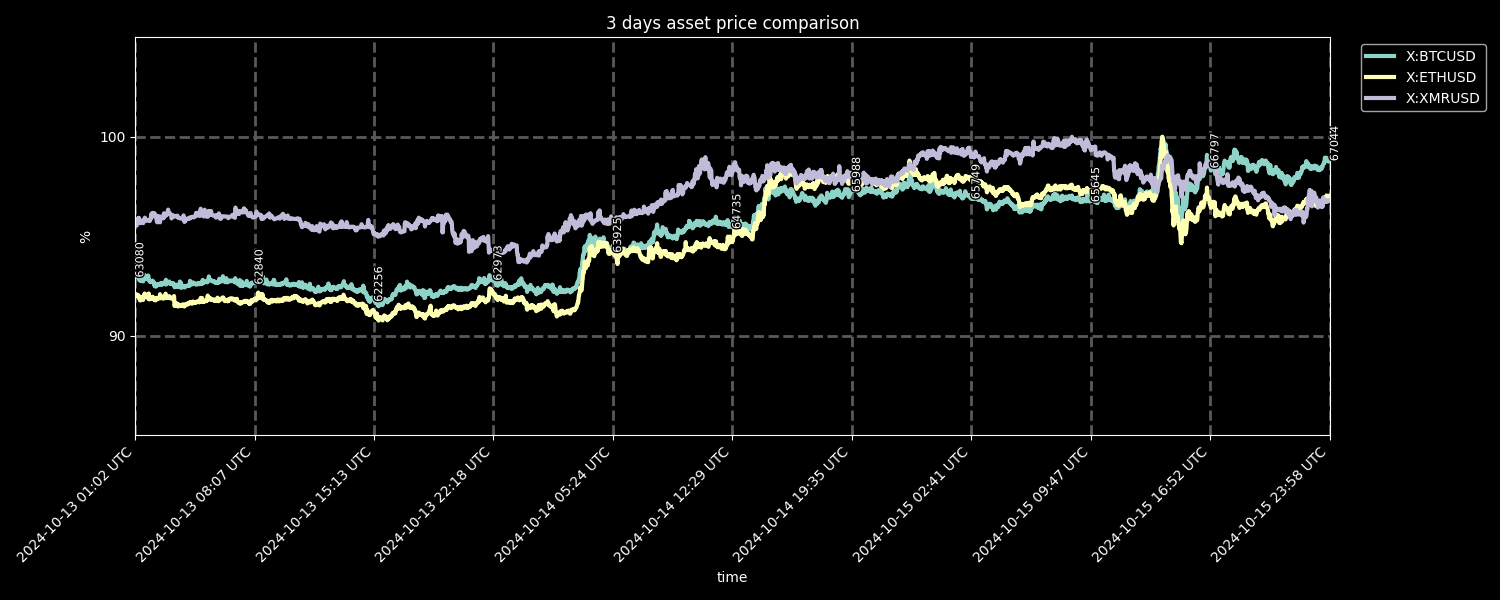 3 days asset price comparison
X:BTCUSD
X:ETHUSD
X:XMRUSD
100
90
%
63080
62840
62256
62973
63925
64735
65988
65749
65645
66797
67044
2024-10-13 01:02 UTC
2024-10-13 08:07 UTC
2024-10-13 15:13 UTC
2024-10-13 22:18 UTC
2024-10-14 05:24 UTC
2024-10-14 12:29 UTC
2024-10-14 19:35 UTC
2024-10-15 02:41 UTC
2024-10-15 09:47 UTC
2024-10-15 16:52 UTC
2024-10-15 23:58 UTC
time